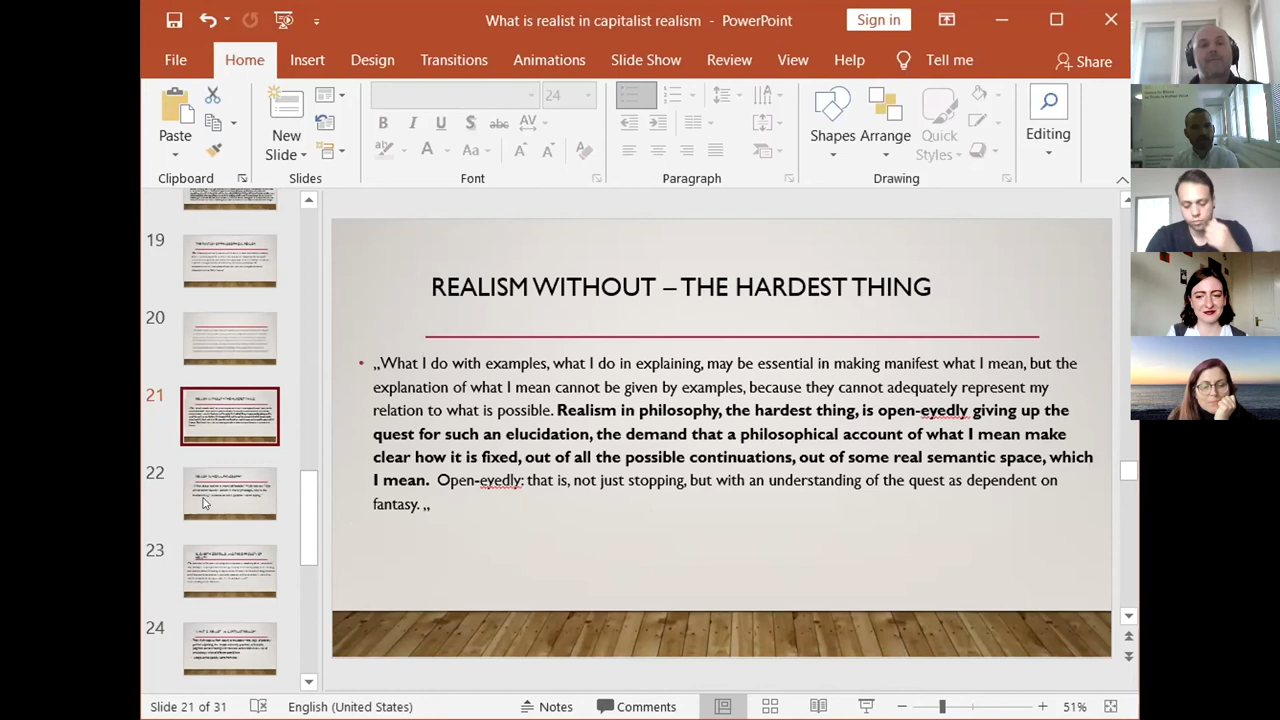 What is realist in capitalist realism - PowerPoint
Sign in
File Home Insert Design Transitions Animations Slide Show Review View Help Tell me Share
24
Paste
New
Slide
Shapes Arrange Quick
Styles
Editing
Clipboard Slides Font Paragraph Drawing
19
20
21
22
23
24
REALISM WITHOUT – THE HARDEST THING
• „What I do with examples, what I do in explaining, may be essential in making manifest what I mean, but the
explanation of what I mean cannot be given by examples, because they cannot adequately represent my
relation to what is possible. Realism in philosophy, the hardest thing, is open-eyedly giving up the
quest for such an elucidation, the demand that a philosophical account of what I mean make
clear how it is fixed, out of all the possible continuations, out of some real semantic space, which
I mean. Open-eyedly: that is, not just stopping, but with an understanding of the quest as dependent on
fantasy. „
Slide 21 of 31 English (United States) Notes Comments 51%